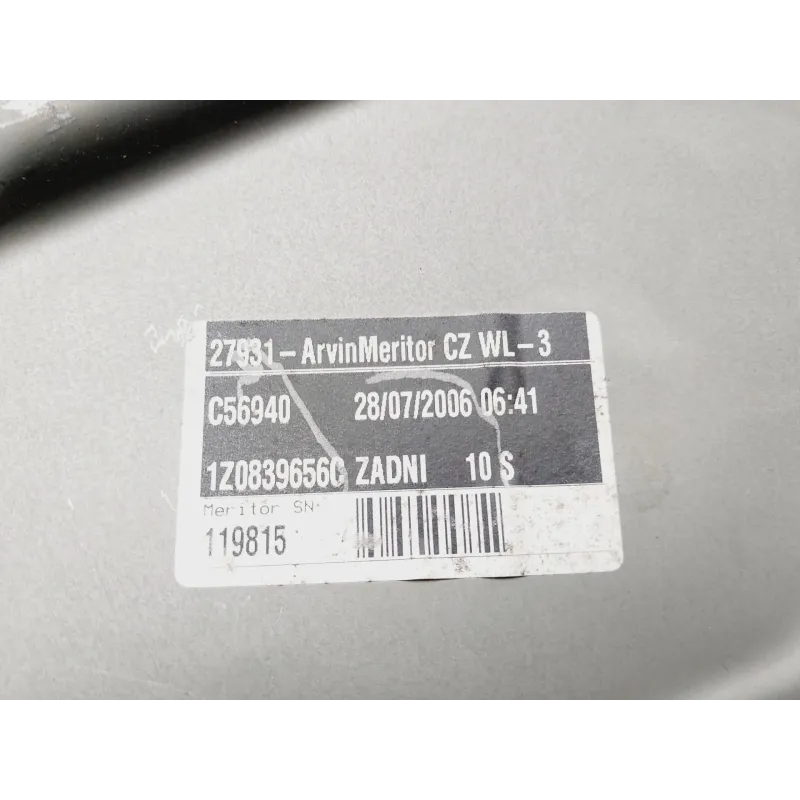 27931-ArvinMeritor CZ WL-3
C56940 28/07/2006 06:41
1Z0839656C ZADNI 10 S
Meritor SN:
119815